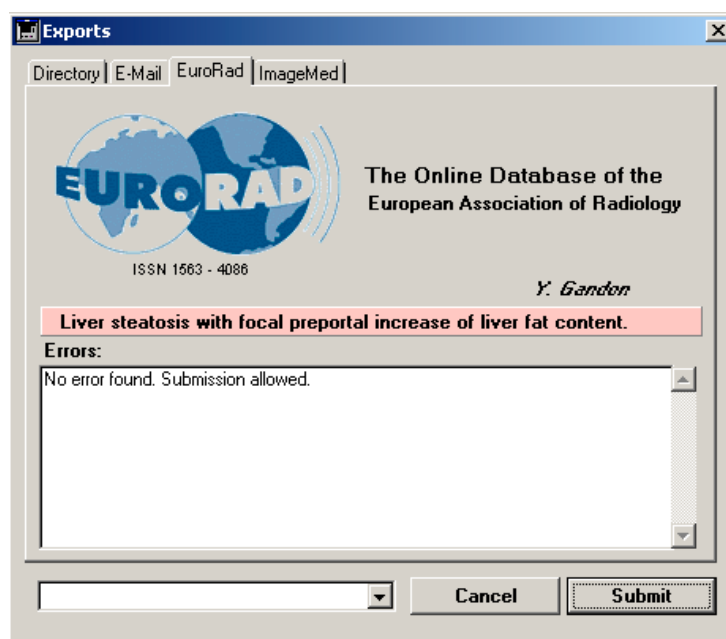 Exports
Directory E-Mail EuroRad ImageMed
EURORAD
The Online Database of the
European Association of Radiology
ISSN 1563 - 4086
Y. Gandon
Liver steatosis with focal preportal increase of liver fat content.
Errors:
No error found. Submission allowed.
Cancel Submit